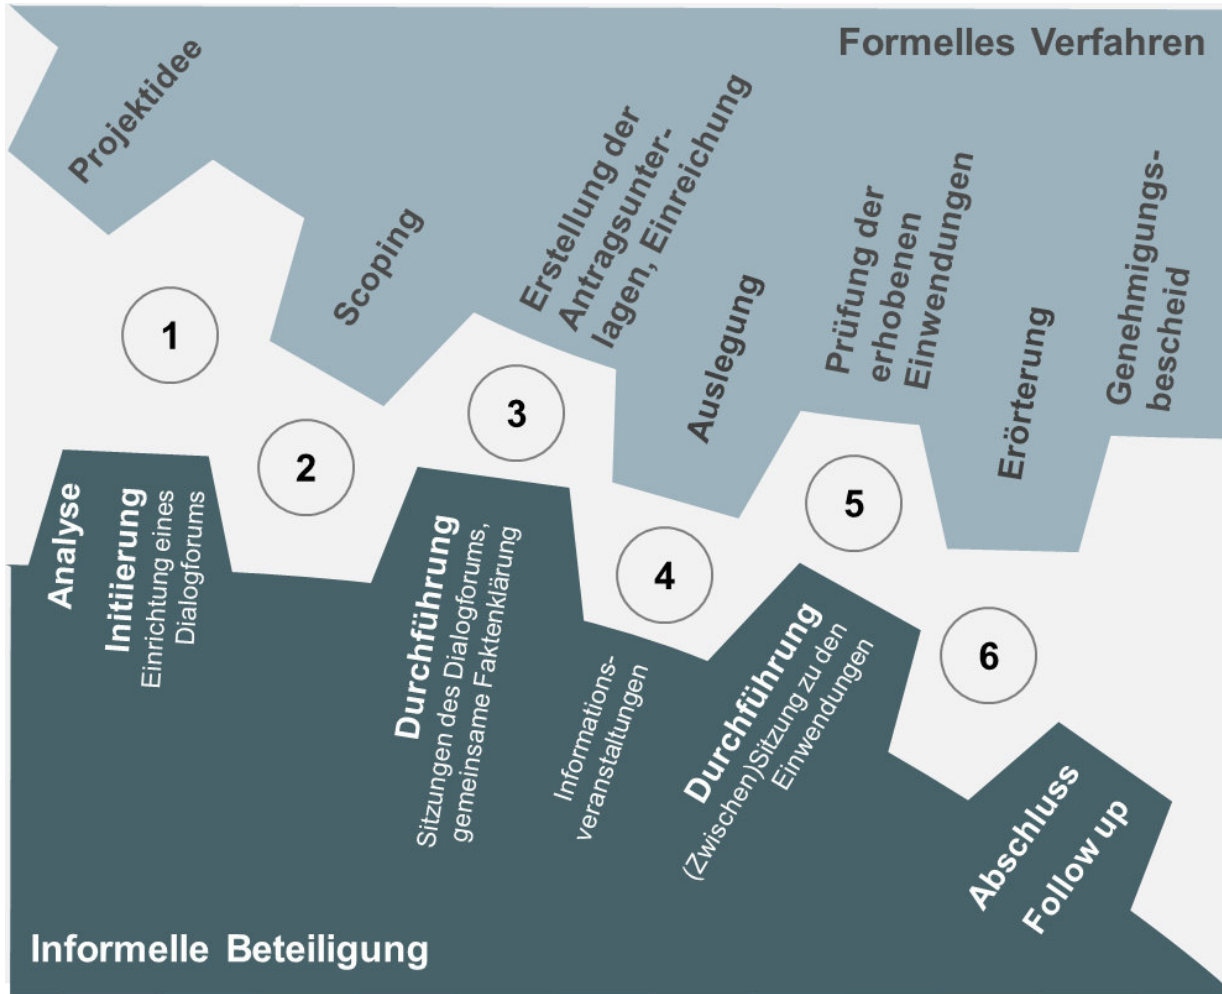 Formelles Verfahren
Projektidee
Scoping
Erstellung der
Antragsunter-
lagen, Einreichung
Auslegung
Prüfung der
erhobenen
Einwendungen
Erörterung
Genehmigungs-
bescheid
1
2
3
4
5
6
Analyse
Initiierung
Einrichtung eines
Dialogforums
Durchführung
Sitzungen des Dialogforums,
gemeinsame Faktenklärung
Informations-
veranstaltungen
Durchführung
(Zwischen)Sitzung zu den
Einwendungen
Abschluss
Follow up
Informelle Beteiligung